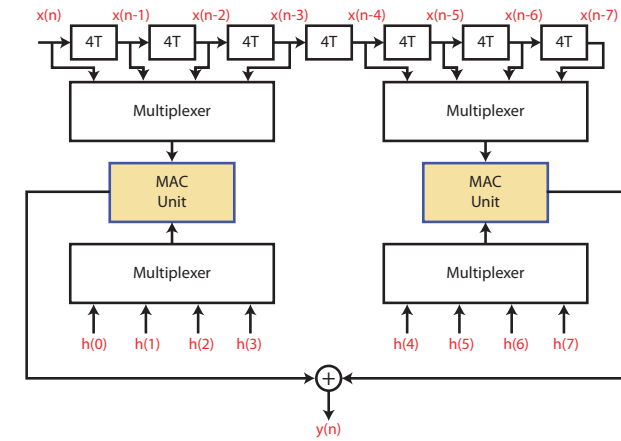 x(n) x(n-1) x(n-2) x(n-3) x(n-4) x(n-5) x(n-6) x(n-7)
4T 4T 4T 4T 4T 4T 4T
Multiplexer Multiplexer
MAC Unit MAC Unit
Multiplexer Multiplexer
h(0) h(1) h(2) h(3) h(4) h(5) h(6) h(7)
+
y(n)